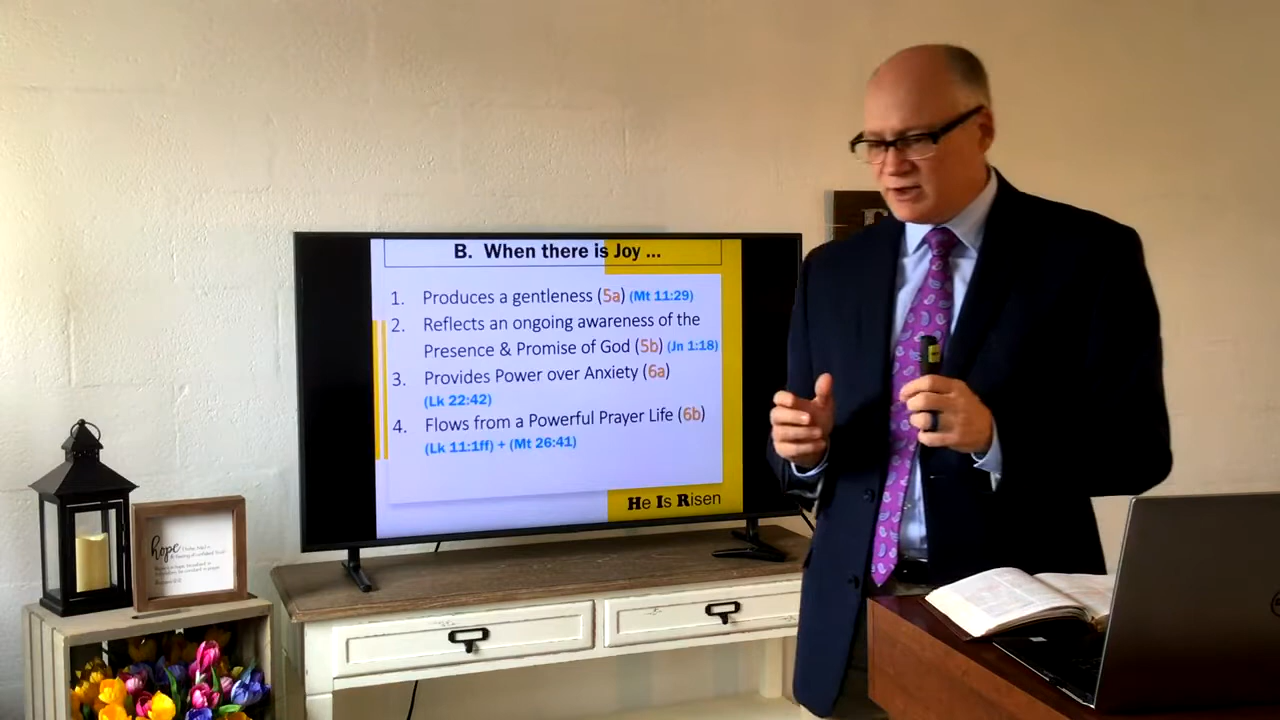 B. When there is Joy ...
1. Produces a gentleness (5a) (Mt 11:29)
2. Reflects an ongoing awareness of the
Presence & Promise of God (5b) (Jn 1:18)
3. Provides Power over Anxiety (6a)
(Lk 22:42)
4. Flows from a Powerful Prayer Life (6b)
(Lk 11:1ff) + (Mt 26:41)
He Is Risen
hope